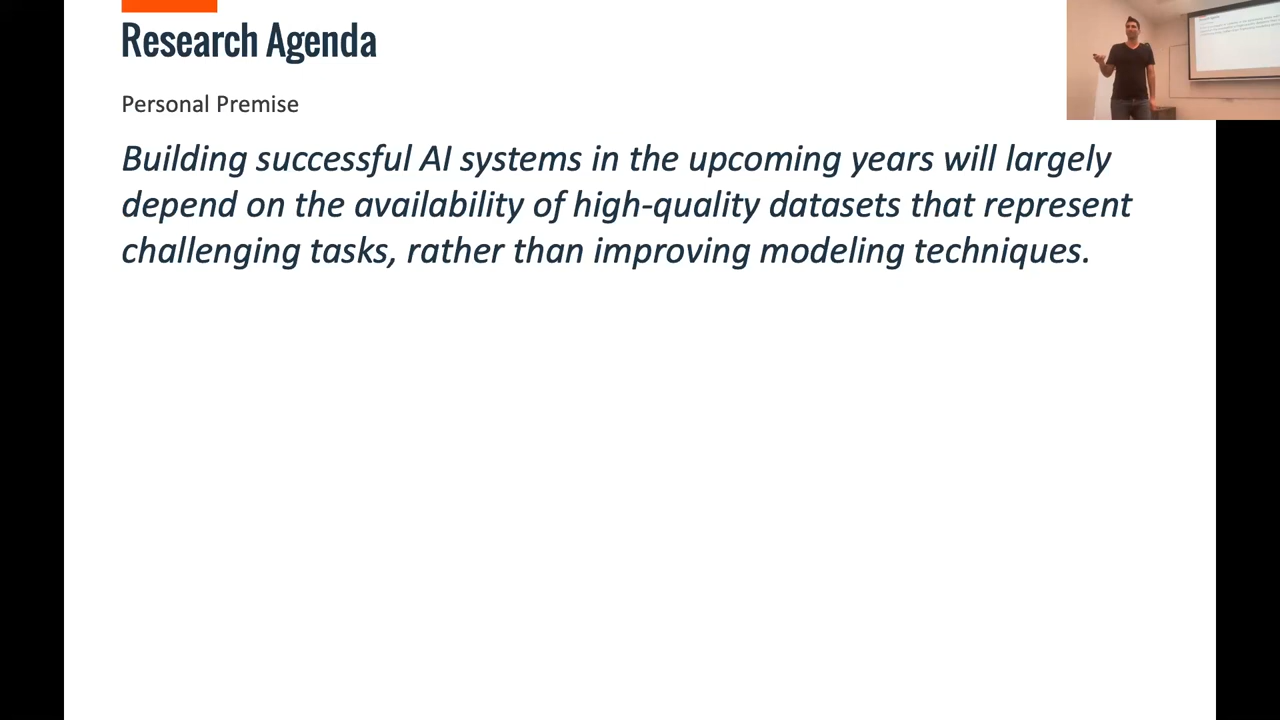 Research Agenda
Personal Premise
Building successful AI systems in the upcoming years will largely
depend on the availability of high-quality datasets that represent
challenging tasks, rather than improving modeling techniques.